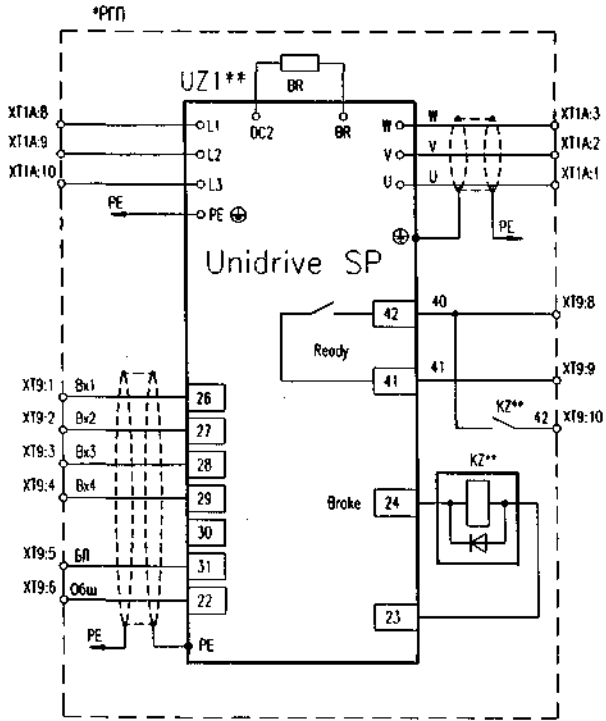 *РГП
UZ1**
BR
DC2
BR
XT1A:8
L1
W
W
XT1A:3
XT1A:9
L2
V
V
XT1A:2
XT1A:10
L3
U
U
XT1A:1
PE
PE
PE
Unidrive SP
42
40
XT9:8
Ready
41
41
XT9:9
KZ**
42
XT9:10
XT9:1
Вх1
26
XT9:2
Вх2
27
XT9:3
Вх3
28
XT9:4
Вх4
29
30
XT9:5
БЛ
31
XT9:6
Общ
22
KZ**
Broke
24
23
PE
PE